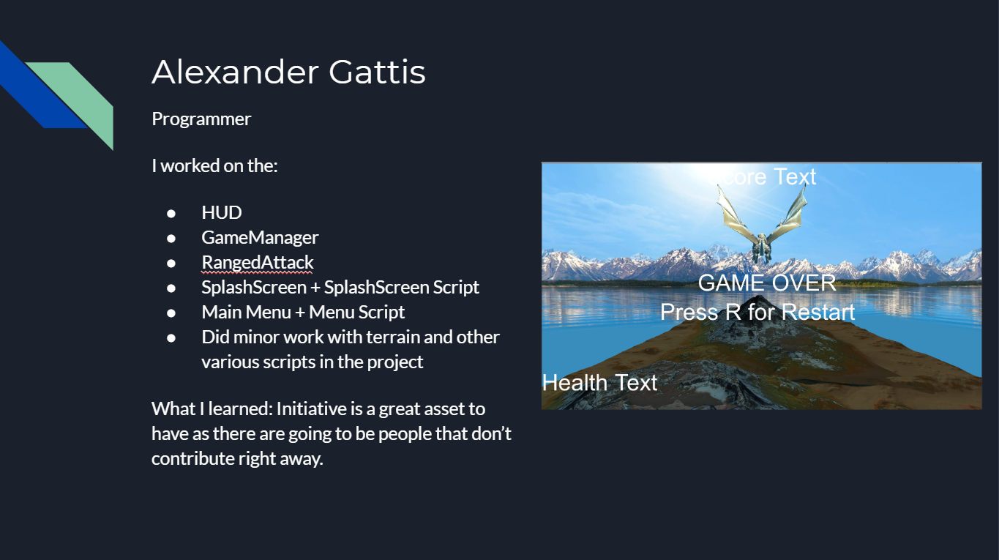 Alexander Gattis
Programmer
I worked on the:
● HUD
● GameManager
● RangedAttack
● SplashScreen + SplashScreen Script
● Main Menu + Menu Script
● Did minor work with terrain and other
various scripts in the project
What I learned: Initiative is a great asset to
have as there are going to be people that don’t
contribute right away.
Score Text
GAME OVER
Press R for Restart
Health Text